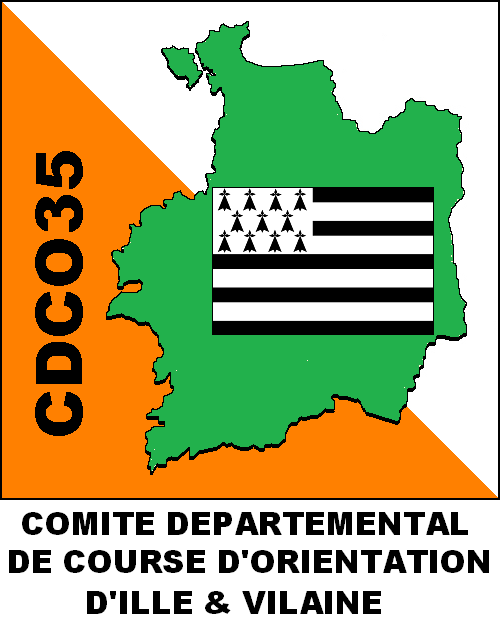 CDCO35
COMITE DEPARTEMENTAL
DE COURSE D'ORIENTATION
D'ILLE & VILAINE